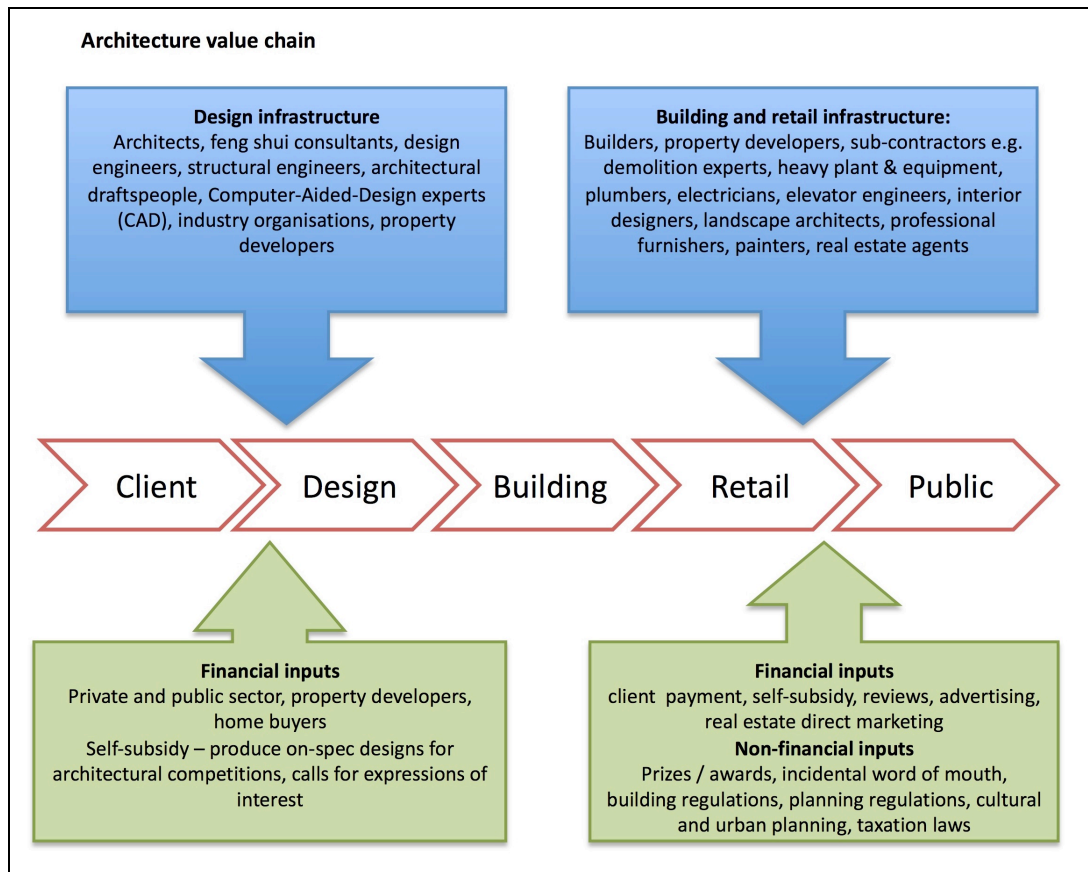 Architecture value chain
Design infrastructure
Architects, feng shui consultants, design
engineers, structural engineers, architectural
draftspeople, Computer-Aided-Design experts
(CAD), industry organisations, property
developers
Building and retail infrastructure:
Builders, property developers, sub-contractors e.g.
demolition experts, heavy plant & equipment,
plumbers, electricians, elevator engineers, interior
designers, landscape architects, professional
furnishers, painters, real estate agents
Client
Design
Building
Retail
Public
Financial inputs
Private and public sector, property developers,
home buyers
Self-subsidy – produce on-spec designs for
architectural competitions, calls for expressions of
interest
Financial inputs
client payment, self-subsidy, reviews, advertising,
real estate direct marketing
Non-financial inputs
Prizes / awards, incidental word of mouth,
building regulations, planning regulations, cultural
and urban planning, taxation laws